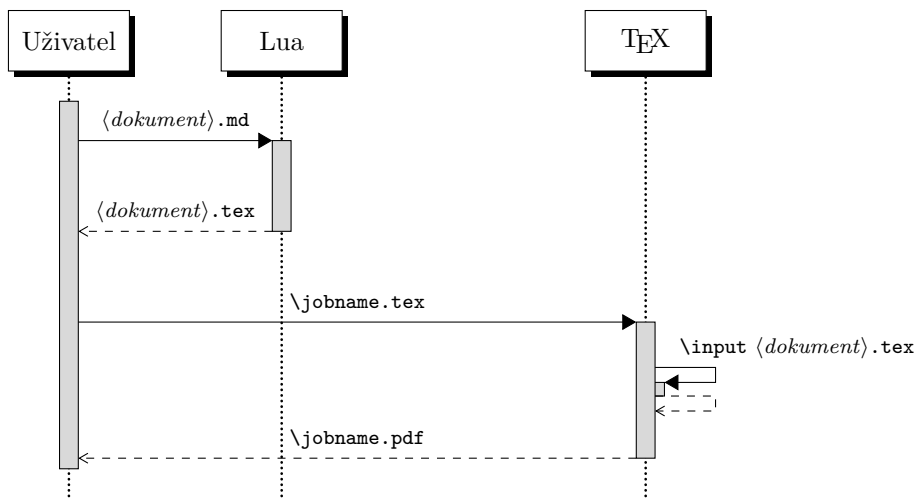 Uživatel
Lua
TEX
⟨dokument⟩.md
⟨dokument⟩.tex
\jobname.tex
\input ⟨dokument⟩.tex
\jobname.pdf